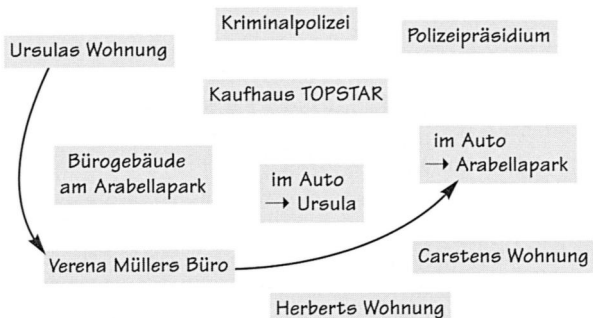 Kriminalpolizei
Polizeipräsidium
Ursulas Wohnung
Kaufhaus TOPSTAR
im Auto
→ Arabellapark
Bürogebäude
am Arabellapark
im Auto
→ Ursula
Verena Müllers Büro
Carstens Wohnung
Herberts Wohnung